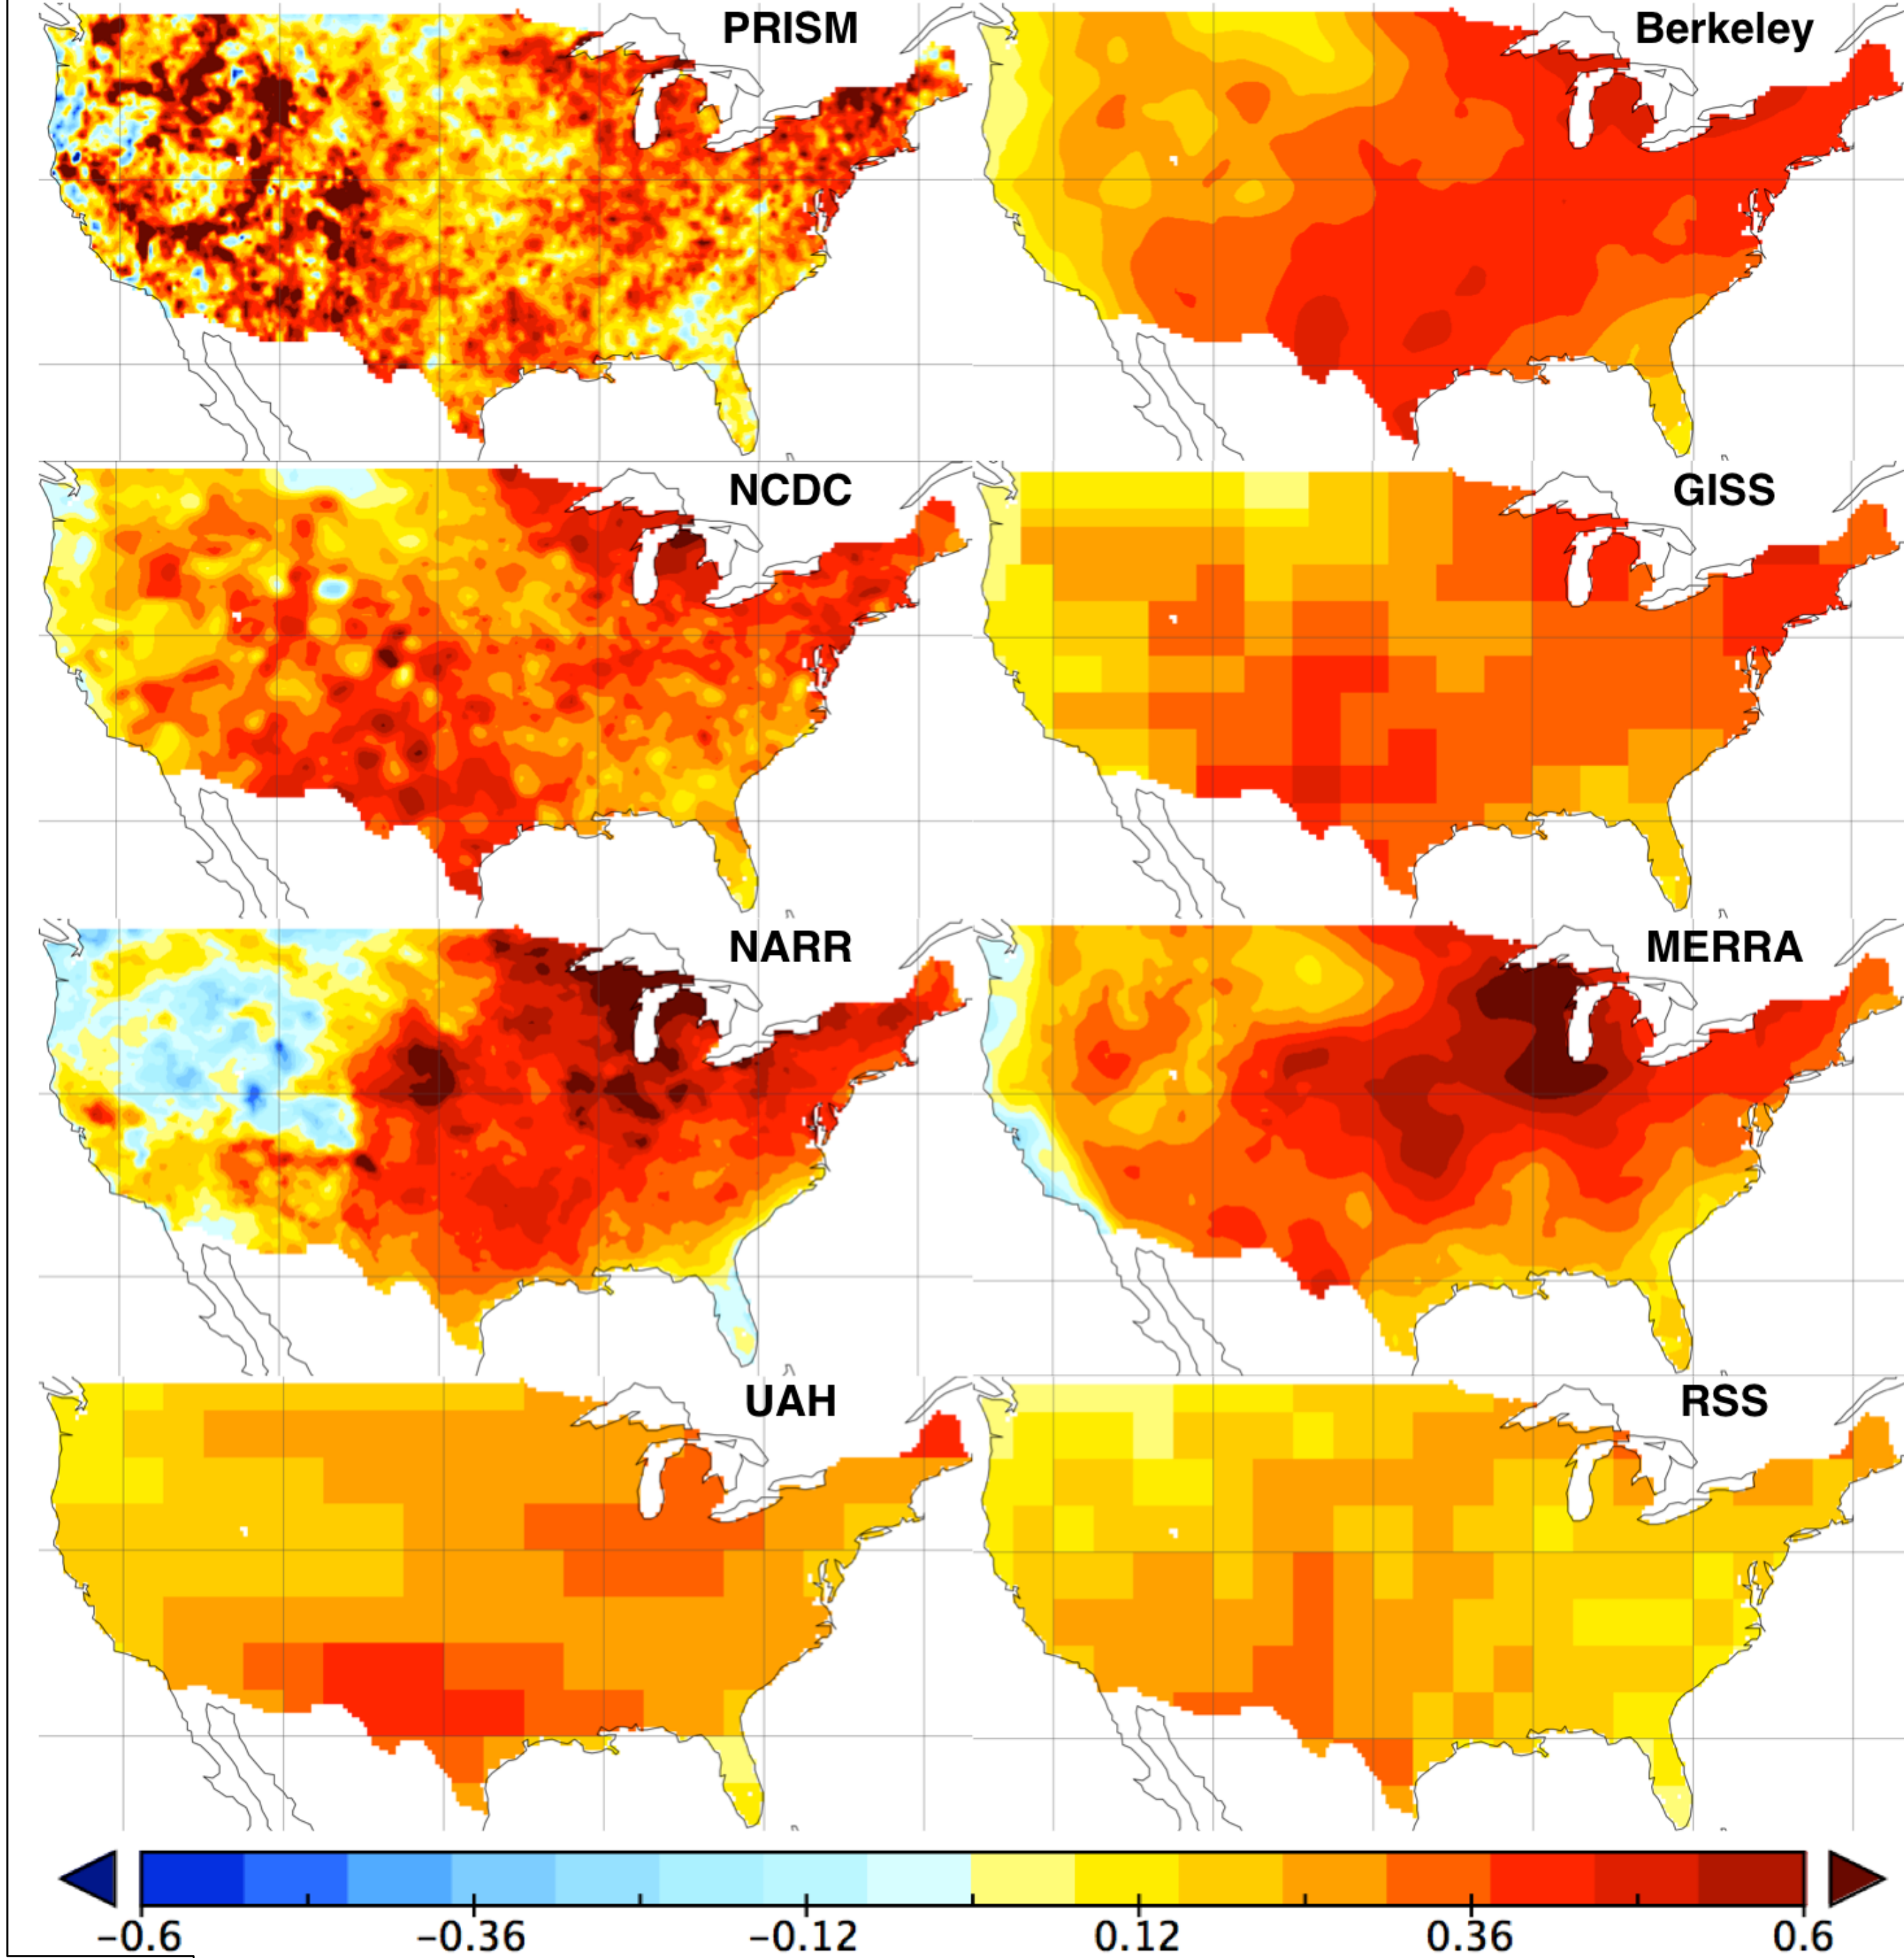 PRISM
Berkeley
NCDC
GISS
NARR
MERRA
UAH
RSS
−0.6 −0.36 −0.12 0.12 0.36 0.6